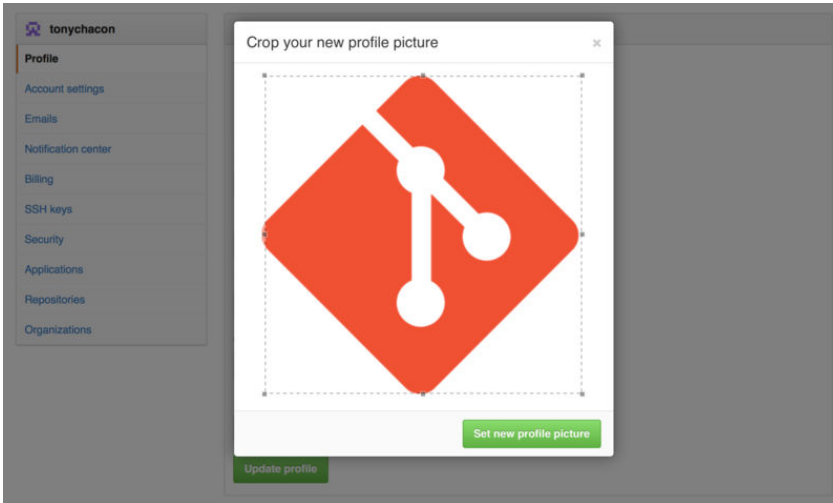 tonychacon
Profile
Account settings
Emails
Notification center
Billing
SSH keys
Security
Applications
Repositories
Organizations
Crop your new profile picture
×
Set new profile picture
Update profile